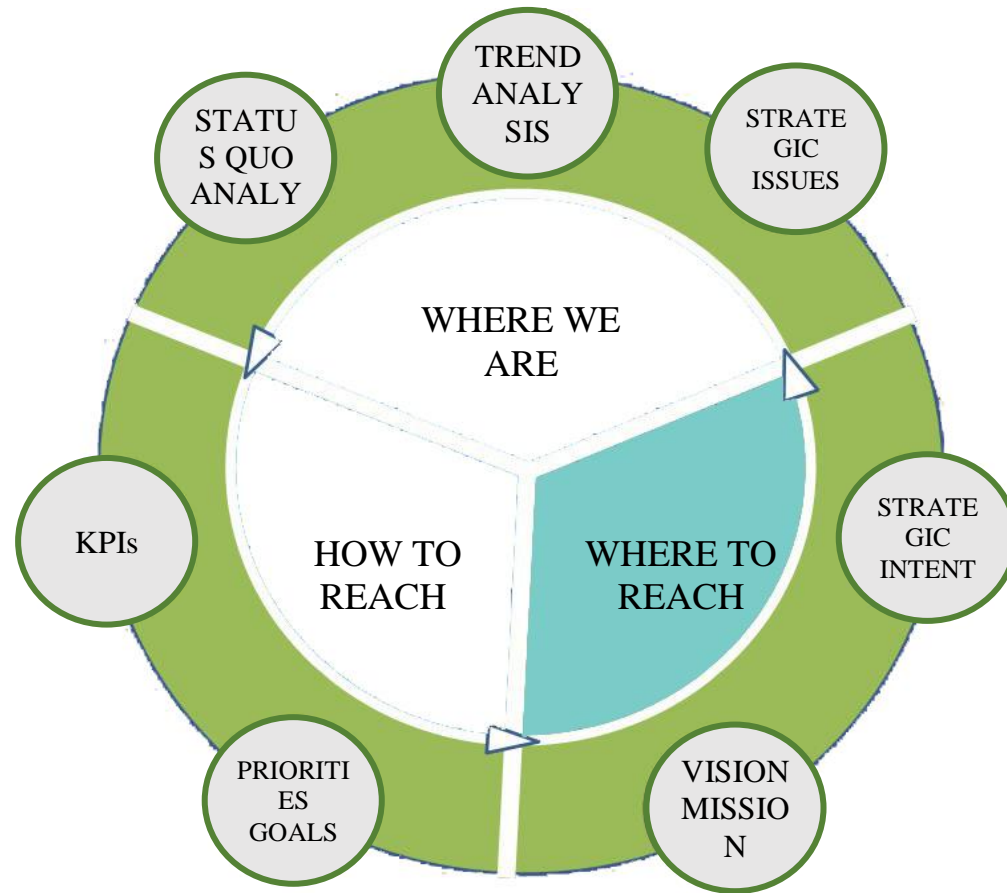 TREND
ANALY
SIS
STATU
S QUO
ANALY
STRATE
GIC
ISSUES
WHERE WE
ARE
KPIs
HOW TO
REACH
WHERE TO
REACH
STRATE
GIC
INTENT
PRIORITI
ES
GOALS
VISION
MISSIO
N